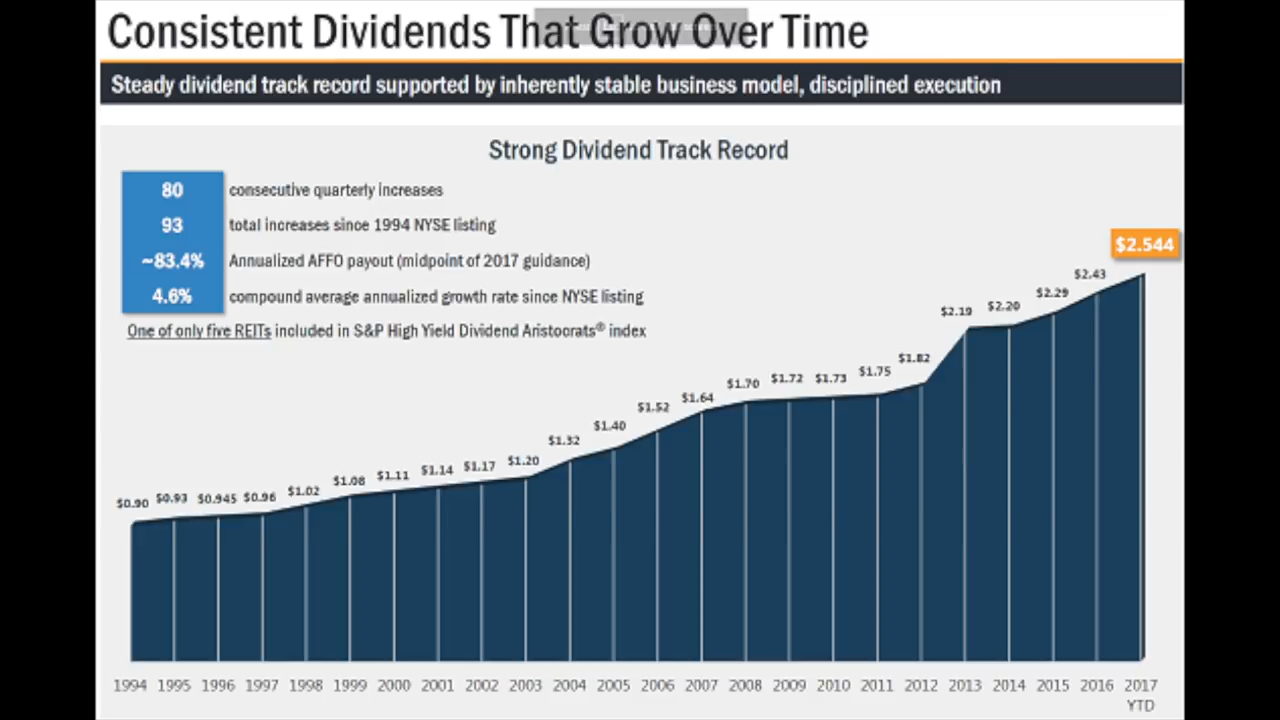 Consistent Dividends That Grow Over Time
Steady dividend track record supported by inherently stable business model, disciplined execution
Strong Dividend Track Record
80 consecutive quarterly increases
93 total increases since 1994 NYSE listing
~83.4% Annualized AFFO payout (midpoint of 2017 guidance)
4.6% compound average annualized growth rate since NYSE listing
One of only five REITs included in S&P High Yield Dividend Aristocrats® index
$0.90 $0.93 $0.945 $0.96 $1.02 $1.08 $1.11 $1.14 $1.17 $1.20 $1.32 $1.40 $1.52 $1.64 $1.70 $1.72 $1.73 $1.75 $1.82 $2.19 $2.20 $2.29 $2.43 $2.544
1994 1995 1996 1997 1998 1999 2000 2001 2002 2003 2004 2005 2006 2007 2008 2009 2010 2011 2012 2013 2014 2015 2016 2017
YTD